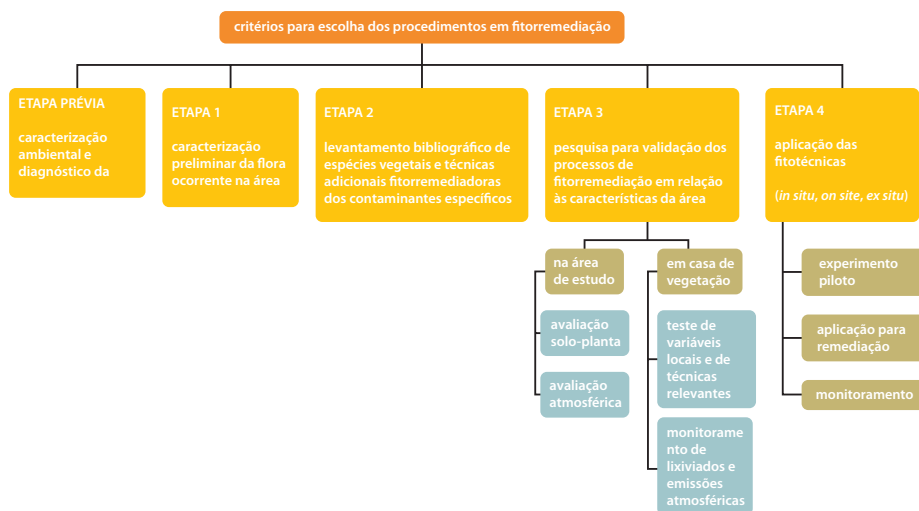 critérios para escolha dos procedimentos em fitorremediação
ETAPA PRÉVIA
caracterização
ambiental e
diagnóstico da
ETAPA 1
caracterização
preliminar da flora
ocorrente na área
ETAPA 2
levantamento bibliográfico de
espécies vegetais e técnicas
adicionais fitorremediadoras
dos contaminantes específicos
ETAPA 3
pesquisa para validação dos
processos de
fitorremediação em relação
às características da área
na área
de estudo
avaliação
solo-planta
avaliação
atmosférica
em casa de
vegetação
teste de
variáveis
locais e de
técnicas
relevantes
monitorame
nto de
lixiviados e
emissões
atmosféricas
ETAPA 4
aplicação das
fitotécnicas
(in situ, on site, ex situ)
experimento
piloto
aplicação para
remediação
monitoramento